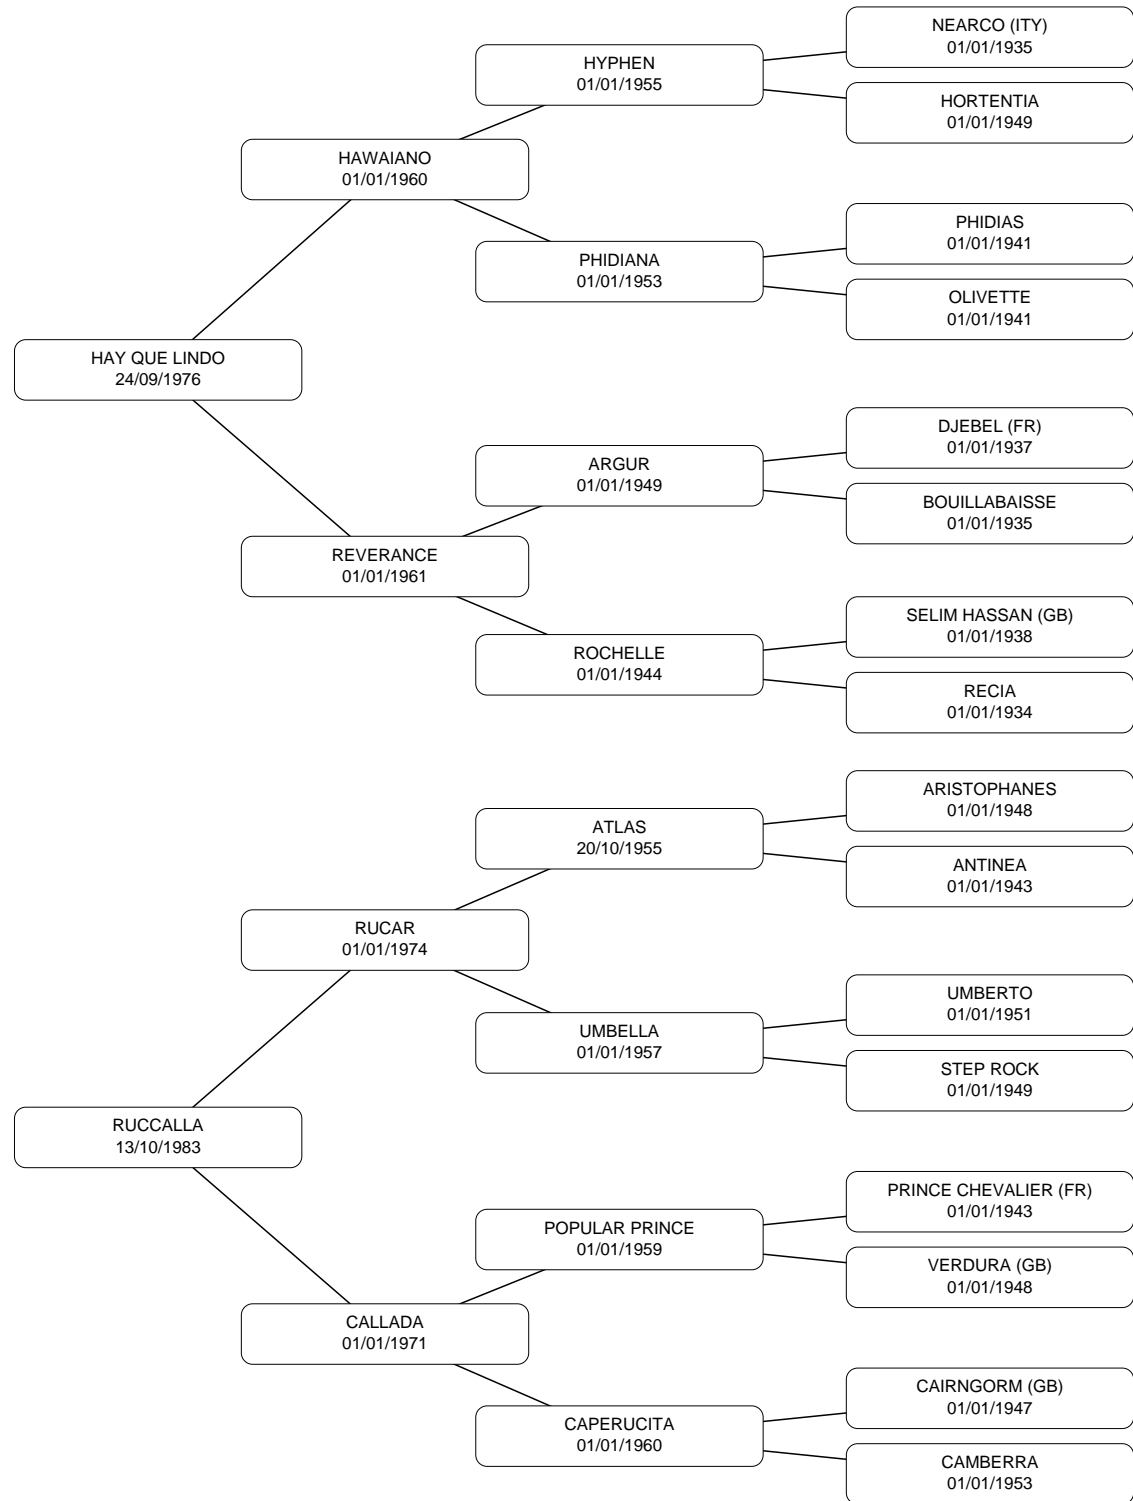 NEARCO (ITY)
01/01/1935
HYPHEN
01/01/1955
HORTENTIA
01/01/1949
HAWAIANO
01/01/1960
PHIDIAS
01/01/1941
PHIDIANA
01/01/1953
OLIVETTE
01/01/1941
HAY QUE LINDO
24/09/1976
DJEBEL (FR)
01/01/1937
ARGUR
01/01/1949
BOUILLABAISSE
01/01/1935
REVERANCE
01/01/1961
SELIM HASSAN (GB)
01/01/1938
ROCHELLE
01/01/1944
RECIA
01/01/1934
ARISTOPHANES
01/01/1948
ATLAS
20/10/1955
ANTINEA
01/01/1943
RUCAR
01/01/1974
UMBERTO
01/01/1951
UMBELLA
01/01/1957
STEP ROCK
01/01/1949
RUCCALLA
13/10/1983
PRINCE CHEVALIER (FR)
01/01/1943
POPULAR PRINCE
01/01/1959
VERDURA (GB)
01/01/1948
CALLADA
01/01/1971
CAIRNGORM (GB)
01/01/1947
CAPERUCITA
01/01/1960
CAMBERRA
01/01/1953